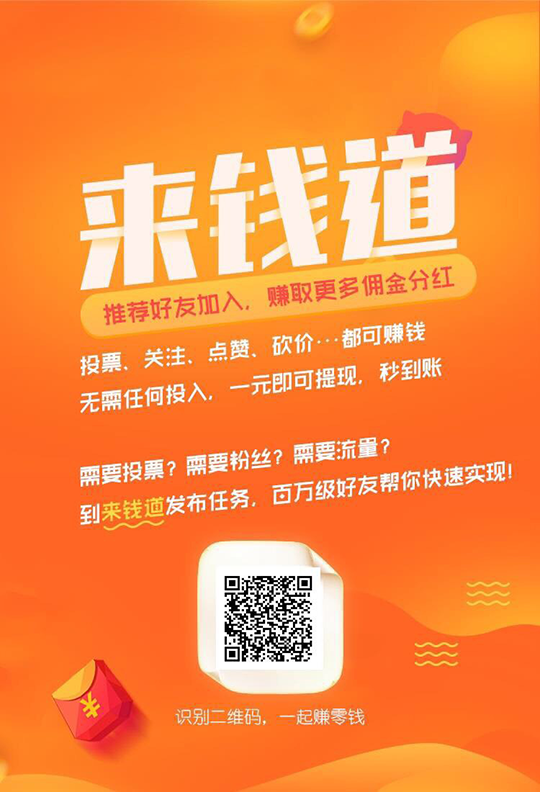 来钱道
推荐好友加入，赚取更多佣金分红
投票、关注、点赞、砍价···都可赚钱
无需任何投入，一元即可提现，秒到账
需要投票？需要粉丝？需要流量？
到来钱道发布任务，百万级好友帮你快速实现！
识别二维码，一起赚零钱